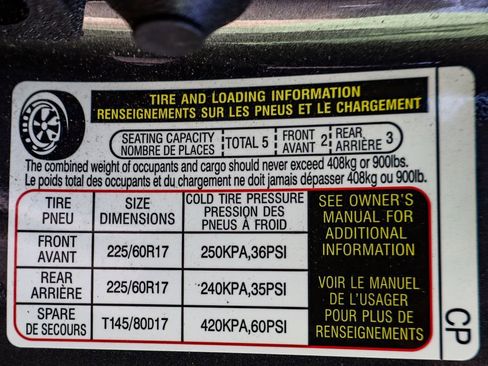 TIRE AND LOADING INFORMATION
RENSEIGNEMENTS SUR LES PNEUS ET LE CHARGEMENT
SEATING CAPACITY
NOMBRE DE PLACES
TOTAL 5
FRONT
AVANT 2
REAR
ARRIÈRE 3
The combined weight of occupants and cargo should never exceed 408kg or 900lbs.
Le poids total des occupants et du chargement ne doit jamais dépasser 408kg ou 900lb.
TIRE
PNEU
SIZE
DIMENSIONS
COLD TIRE PRESSURE
PRESSION DES
PNEUS À FROID
FRONT
AVANT
225/60R17
250KPA,36PSI
REAR
ARRIÈRE
225/60R17
240KPA,35PSI
SPARE
DE SECOURS
T145/80D17
420KPA,60PSI
SEE OWNER'S
MANUAL FOR
ADDITIONAL
INFORMATION
VOIR LE MANUEL
DE L'USAGER
POUR PLUS DE
RENSEIGNEMENTS
CP